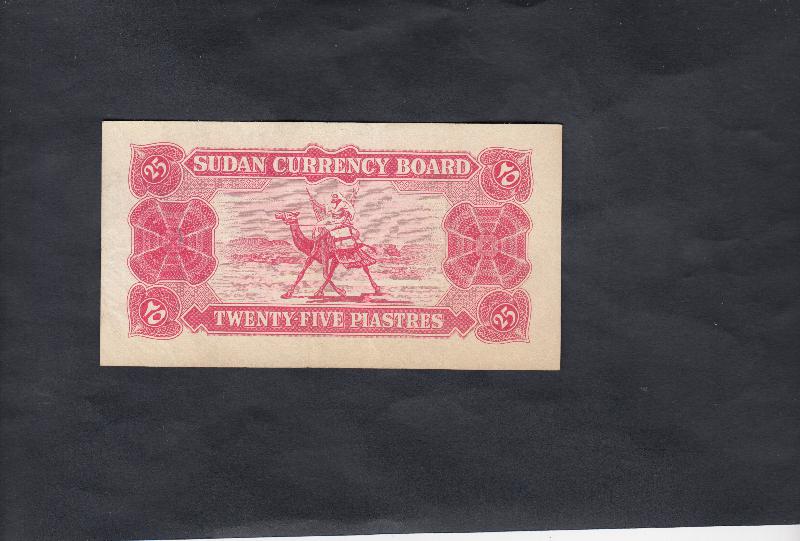 25
SUDAN CURRENCY BOARD
٢٥
٢٥
TWENTY-FIVE PIASTRES
25